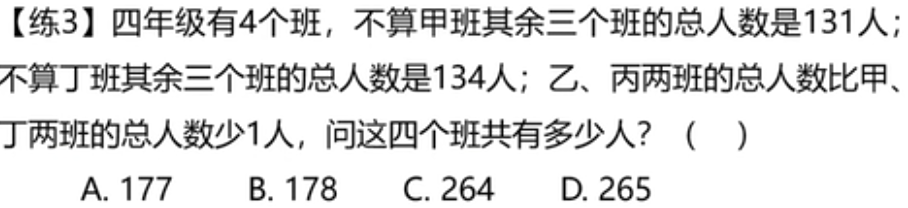 【练3】四年级有4个班，不算甲班其余三个班的总人数是131人；
不算丁班其余三个班的总人数是134人；乙、丙两班的总人数比甲、
丁两班的总人数少1人，问这四个班共有多少人？（ ）
A. 177 B. 178 C. 264 D. 265